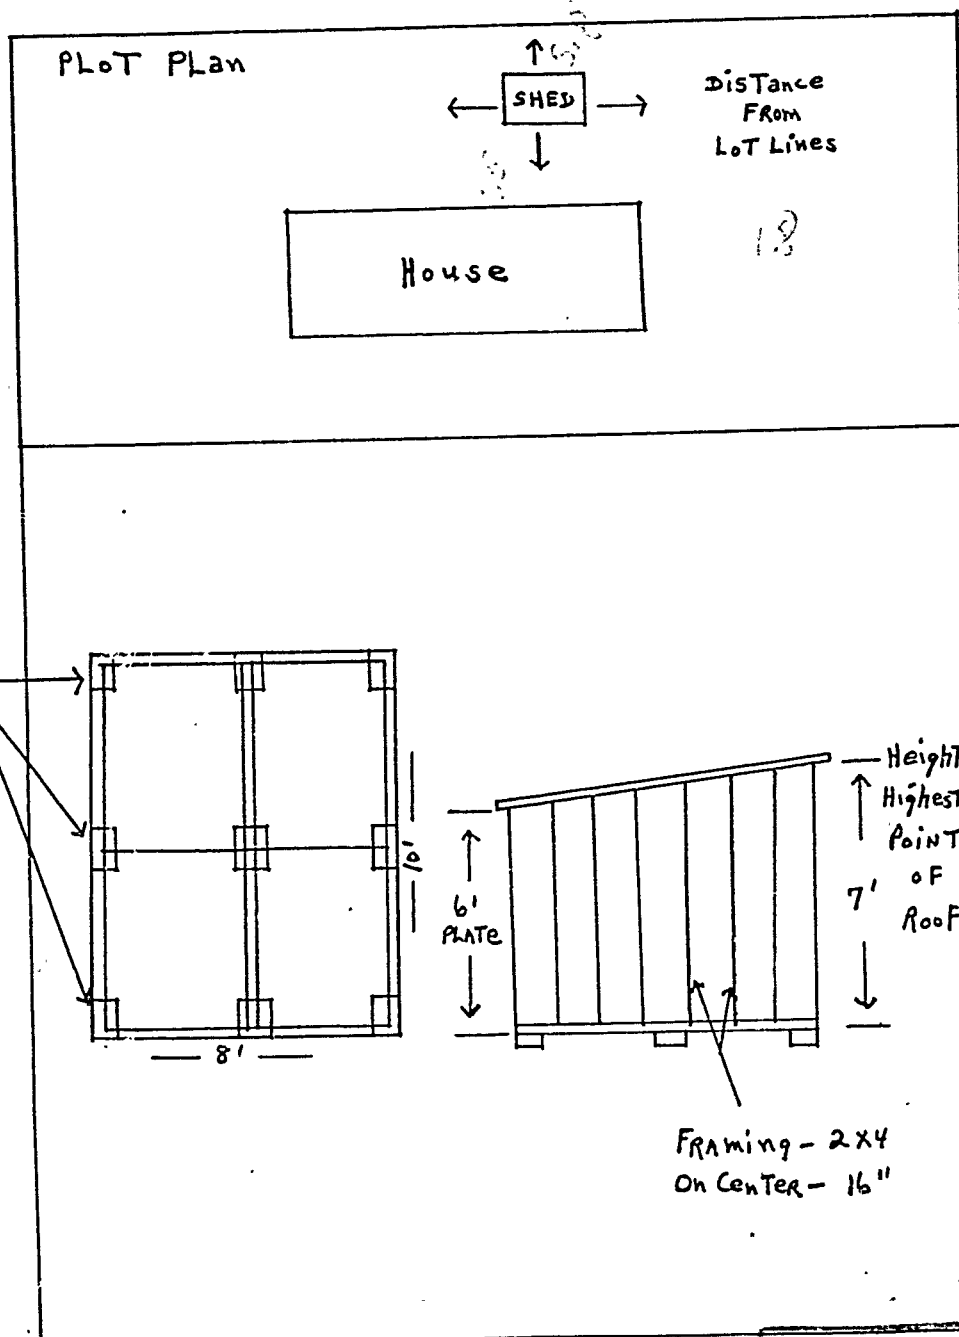 PLOT PLan
SHED
DisTance
FROM
LOT Lines
18
House
10'
8'
6'
PLATE
Height
Highest
POINT
OF
ROOF
7'
FRAming - 2X4
On CenTER - 16"